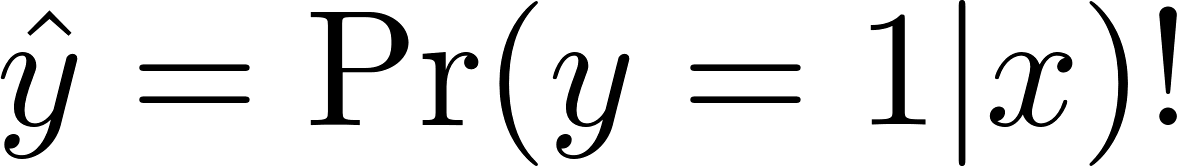 ŷ = Pr(y = 1|x)!